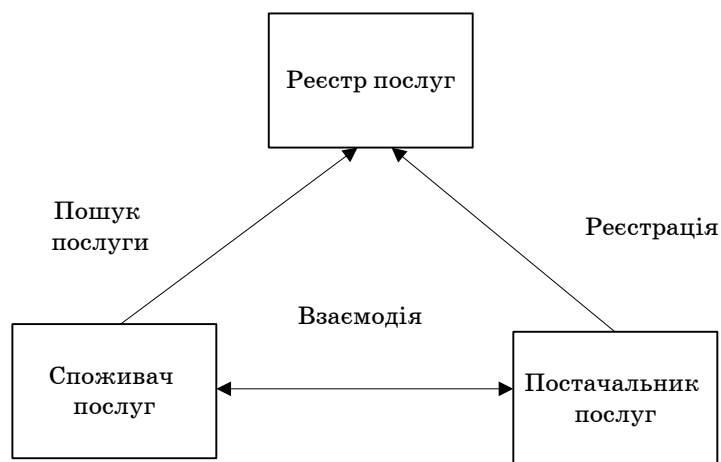 Реєстр послуг
Пошук
послуги
Реєстрація
Взаємодія
Споживач
послуг
Постачальник
послуг